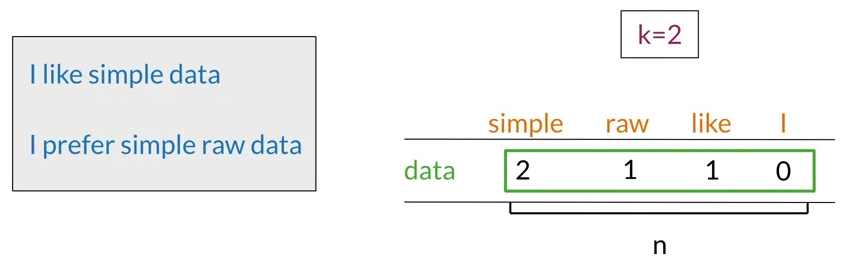 k=2
I like simple data
I prefer simple raw data
simple raw like I
data 2 1 1 0
n